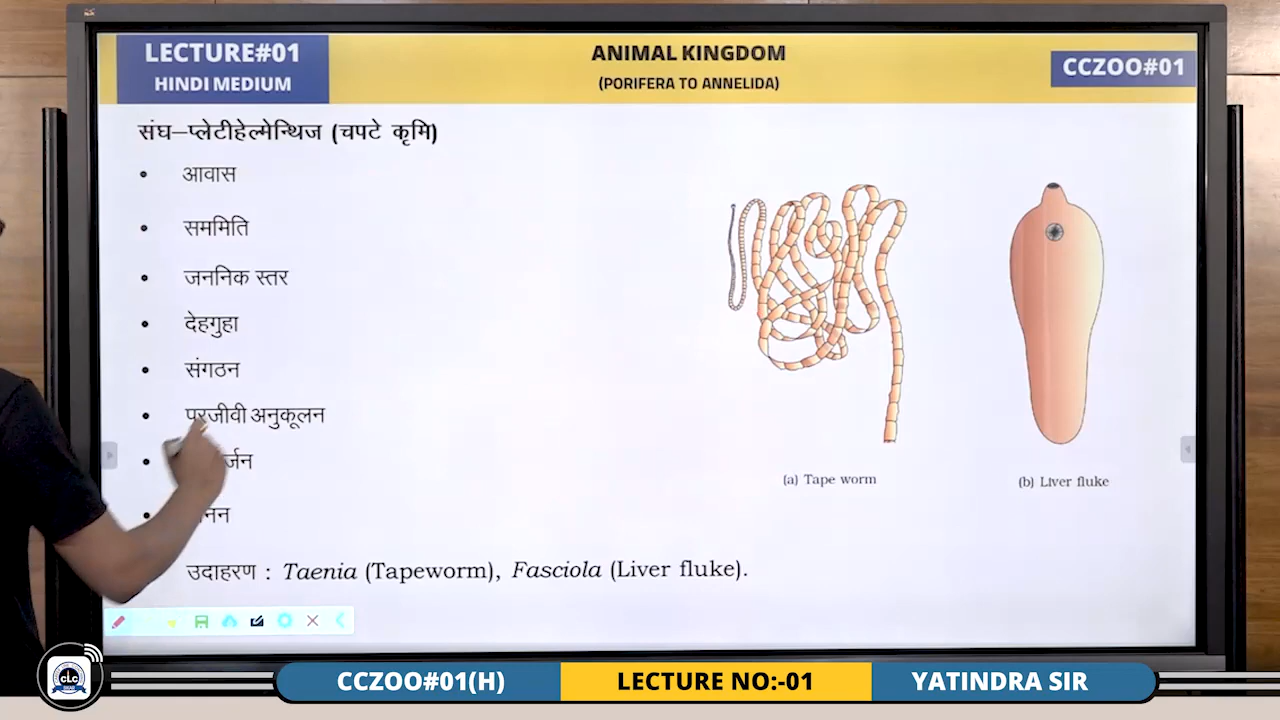 LECTURE#01
HINDI MEDIUM
ANIMAL KINGDOM
(PORIFERA TO ANNELIDA)
CCZOO#01
संघ–प्लेटीहेल्मेन्थिज (चपटे कृमि)
• आवास
• सममिति
• जननिक स्तर
• देहगुहा
• संगठन
• परजीवी अनुकूलन
•
•
उदाहरण : Taenia (Tapeworm), Fasciola (Liver fluke).
(a) Tape worm
(b) Liver fluke
CLC
SIKAR
CCZOO#01(H)
LECTURE NO:-01
YATINDRA SIR